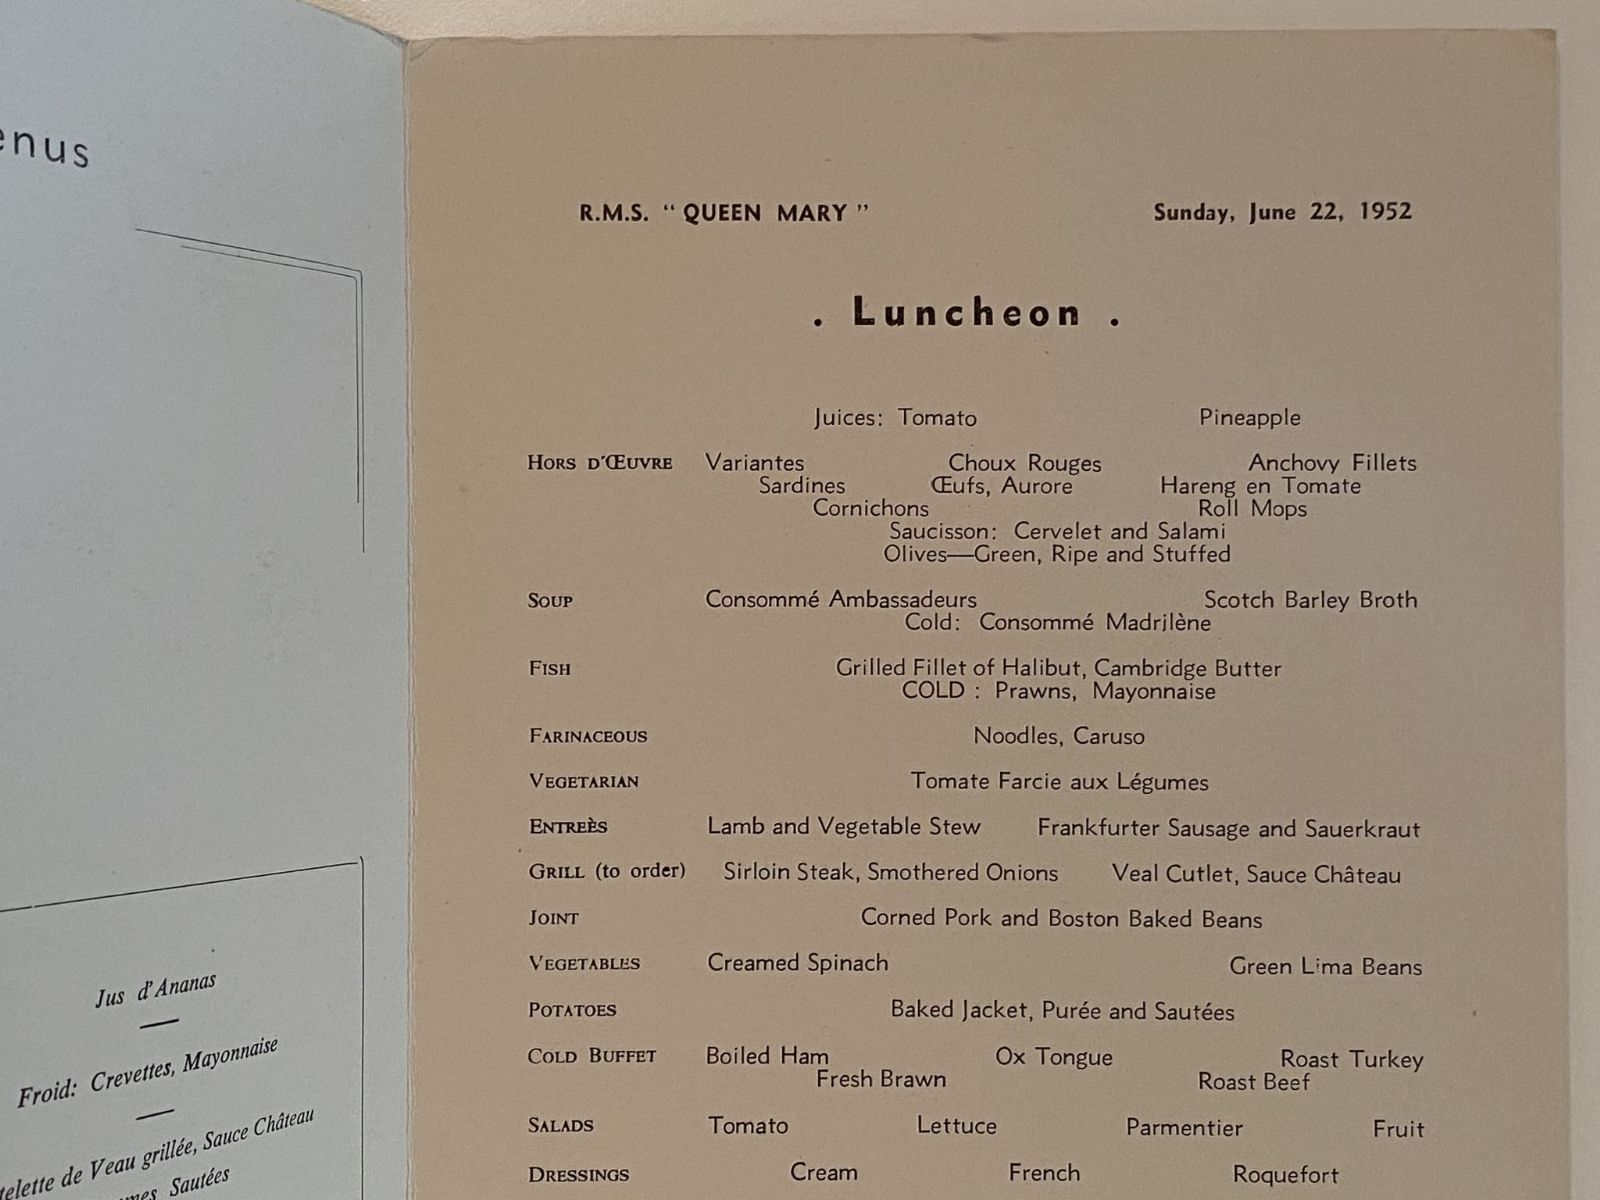 R.M.S. “ QUEEN MARY ” Sunday, June 22, 1952
. Luncheon .
Juices: Tomato Pineapple
HORS D'ŒUVRE Variantes Choux Rouges Anchovy Fillets
Sardines Œufs, Aurore Hareng en Tomate
Cornichons Roll Mops
Saucisson: Cervelet and Salami
Olives—Green, Ripe and Stuffed
SOUP Consommé Ambassadeurs Scotch Barley Broth
Cold: Consommé Madrilène
FISH Grilled Fillet of Halibut, Cambridge Butter
COLD : Prawns, Mayonnaise
FARINACEOUS Noodles, Caruso
VEGETARIAN Tomate Farcie aux Légumes
ENTREÈS Lamb and Vegetable Stew Frankfurter Sausage and Sauerkraut
GRILL (to order) Sirloin Steak, Smothered Onions Veal Cutlet, Sauce Château
JOINT Corned Pork and Boston Baked Beans
VEGETABLES Creamed Spinach Green Lima Beans
POTATOES Baked Jacket, Purée and Sautées
COLD BUFFET Boiled Ham Ox Tongue Roast Turkey
Fresh Brawn Roast Beef
SALADS Tomato Lettuce Parmentier Fruit
DRESSINGS Cream French Roquefort
Jus d'Ananas
Froid: Crevettes, Mayonnaise
de Veau grillée, Sauce Château
Sautées